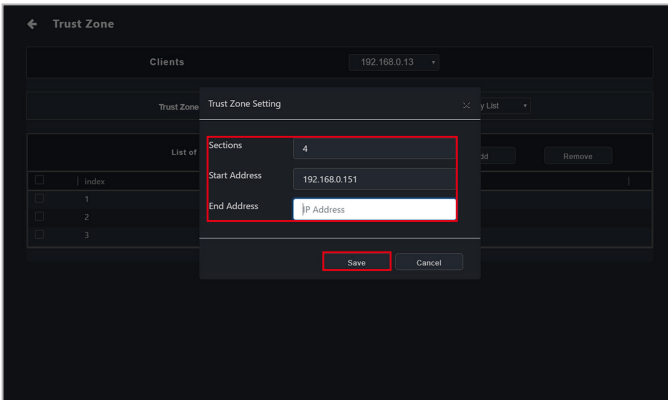 Trust Zone
Clients
192.168.0.13
Trust Zone
y List
Trust Zone Setting
Sections
4
Start Address
192.168.0.151
End Address
IP Address
Save
Cancel
List of
dd
Remove
index
1
2
3